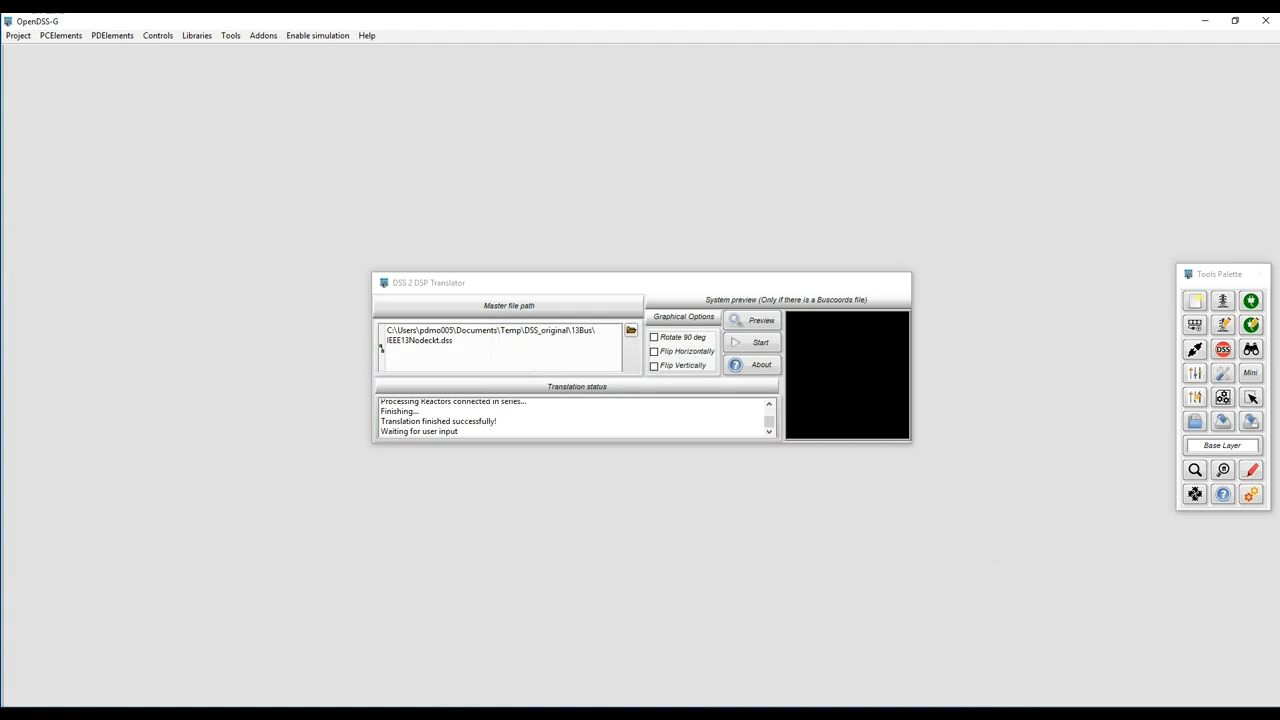 OpenDSS-G
Project PCElements PDElements Controls Libraries Tools Addons Enable simulation Help
DSS 2 DSP Translator
Master file path
C:\Users\pdmo005\Documents\Temp\DSS_original\13Bus\
IEEE13Nodeckt.dss
System preview (Only if there is a Buscoords file)
Graphical Options
Rotate 90 deg
Flip Horizontally
Flip Vertically
Preview
Start
About
Translation status
Processing Reactors connected in series...
Finishing...
Translation finished successfully!
Waiting for user input
Tools Palette
DSS
Mini
Base Layer